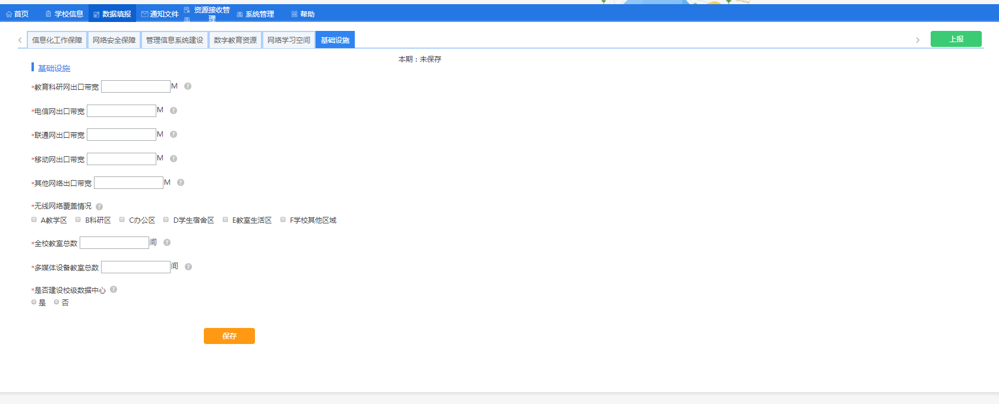 首页 学校信息 数据填报 通知文件 资源接收管理 系统管理 帮助
信息化工作保障 网络安全保障 管理信息系统建设 数字教育资源 网络学习空间 基础设施 上报
本期：未保存
基础设施
*教育科研网出口带宽 M ?
*电信网出口带宽 M ?
*联通网出口带宽 M ?
*移动网出口带宽 M ?
*其他网络出口带宽 M ?
*无线网络覆盖情况 ?
A教学区 B科研区 C办公区 D学生宿舍区 E教室生活区 F学校其他区域
*全校教室总数 间 ?
*多媒体设备教室总数 间 ?
*是否建设校级数据中心 ?
是 否
保存